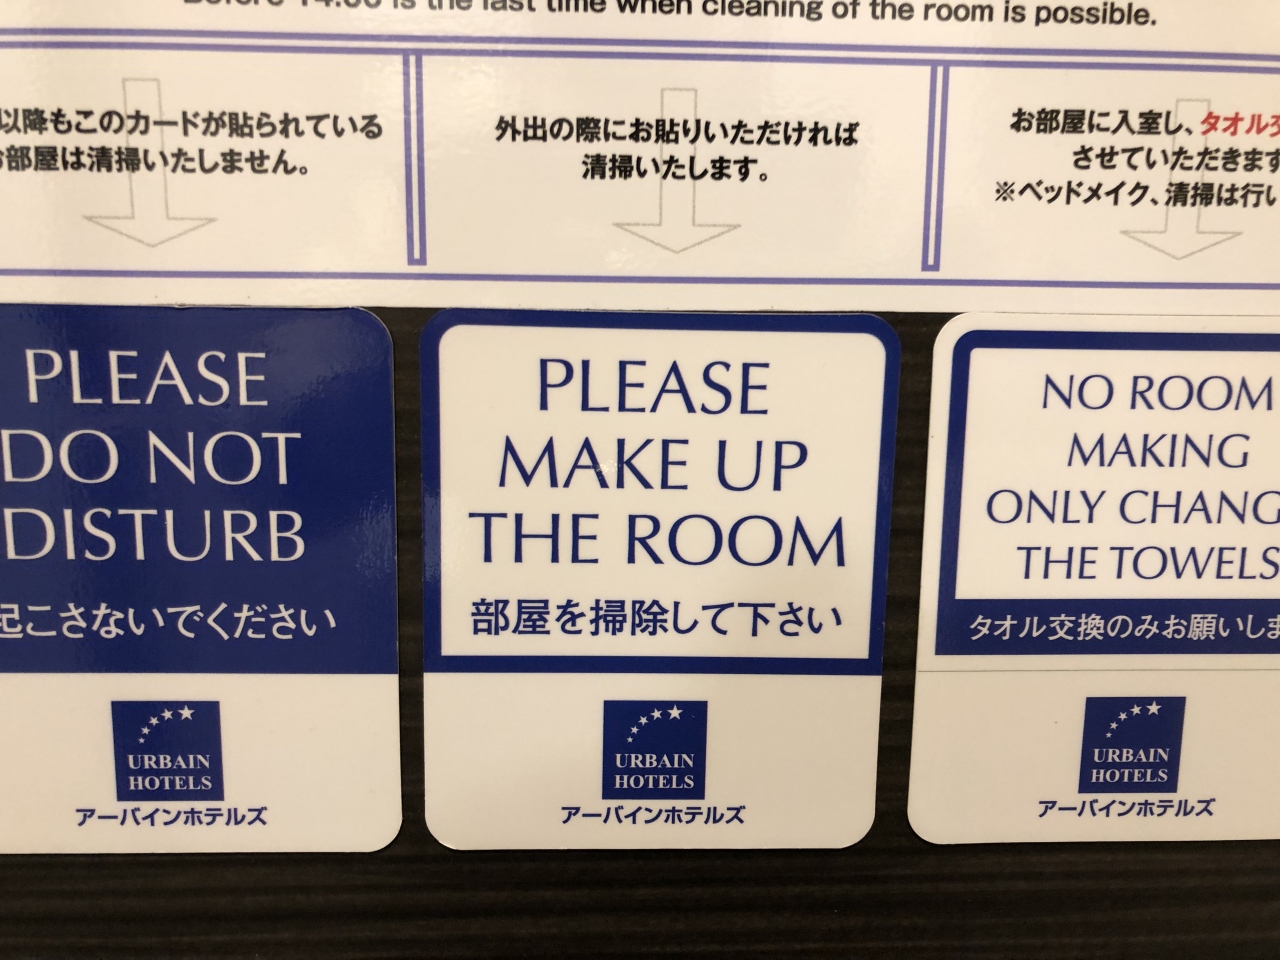 Before 14:00 is the last time when cleaning of the room is possible.
以降もこのカードが貼られている
お部屋は清掃いたしません。
外出の際にお貼りいただければ
清掃いたします。
お部屋に入室し、タオル交
させていただきます
※ベッドメイク、清掃は行い
PLEASE
DO NOT
DISTURB
起こさないでください
URBAIN
HOTELS
アーバインホテルズ
PLEASE
MAKE UP
THE ROOM
部屋を掃除して下さい
URBAIN
HOTELS
アーバインホテルズ
NO ROOM
MAKING
ONLY CHANG
THE TOWELS
タオル交換のみお願いしま
URBAIN
HOTELS
アーバインホテルズ